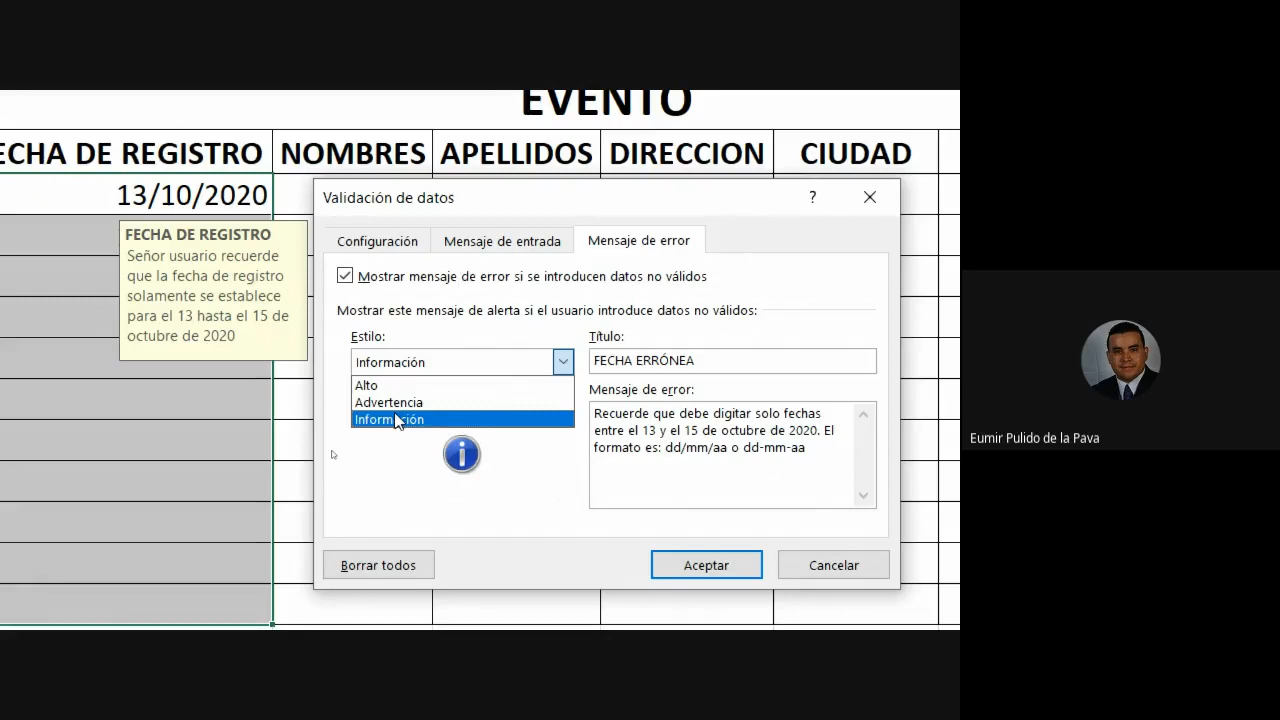 EVENTO
ECHA DE REGISTRO NOMBRES APELLIDOS DIRECCION CIUDAD
13/10/2020
FECHA DE REGISTRO
Señor usuario recuerde
que la fecha de registro
solamente se establece
para el 13 hasta el 15 de
octubre de 2020
Validación de datos ?
Configuración Mensaje de entrada Mensaje de error
Mostrar mensaje de error si se introducen datos no válidos
Mostrar este mensaje de alerta si el usuario introduce datos no válidos:
Estilo:
Información
Alto
Advertencia
Información
Título:
FECHA ERRÓNEA
Mensaje de error:
Recuerde que debe digitar solo fechas
entre el 13 y el 15 de octubre de 2020. El
formato es: dd/mm/aa o dd-mm-aa
Borrar todos Aceptar Cancelar
Eumir Pulido de la Pava